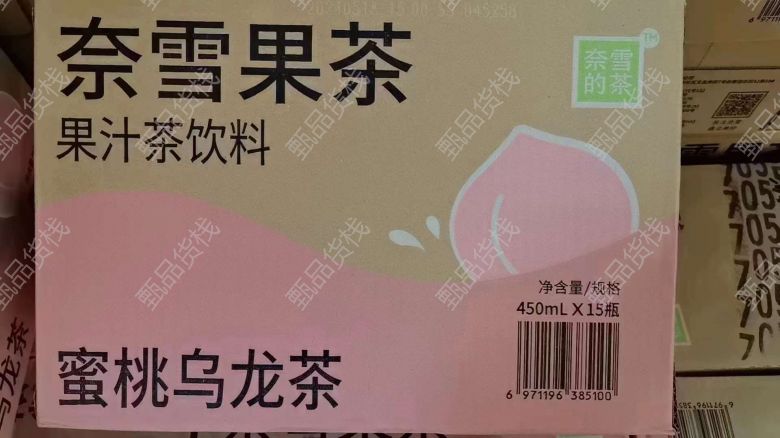 奈雪果茶
果汁茶饮料
奈雪
的茶
TM
净含量/规格
450mL X 15瓶
6 971196 385100
蜜桃乌龙茶
甄品货栈